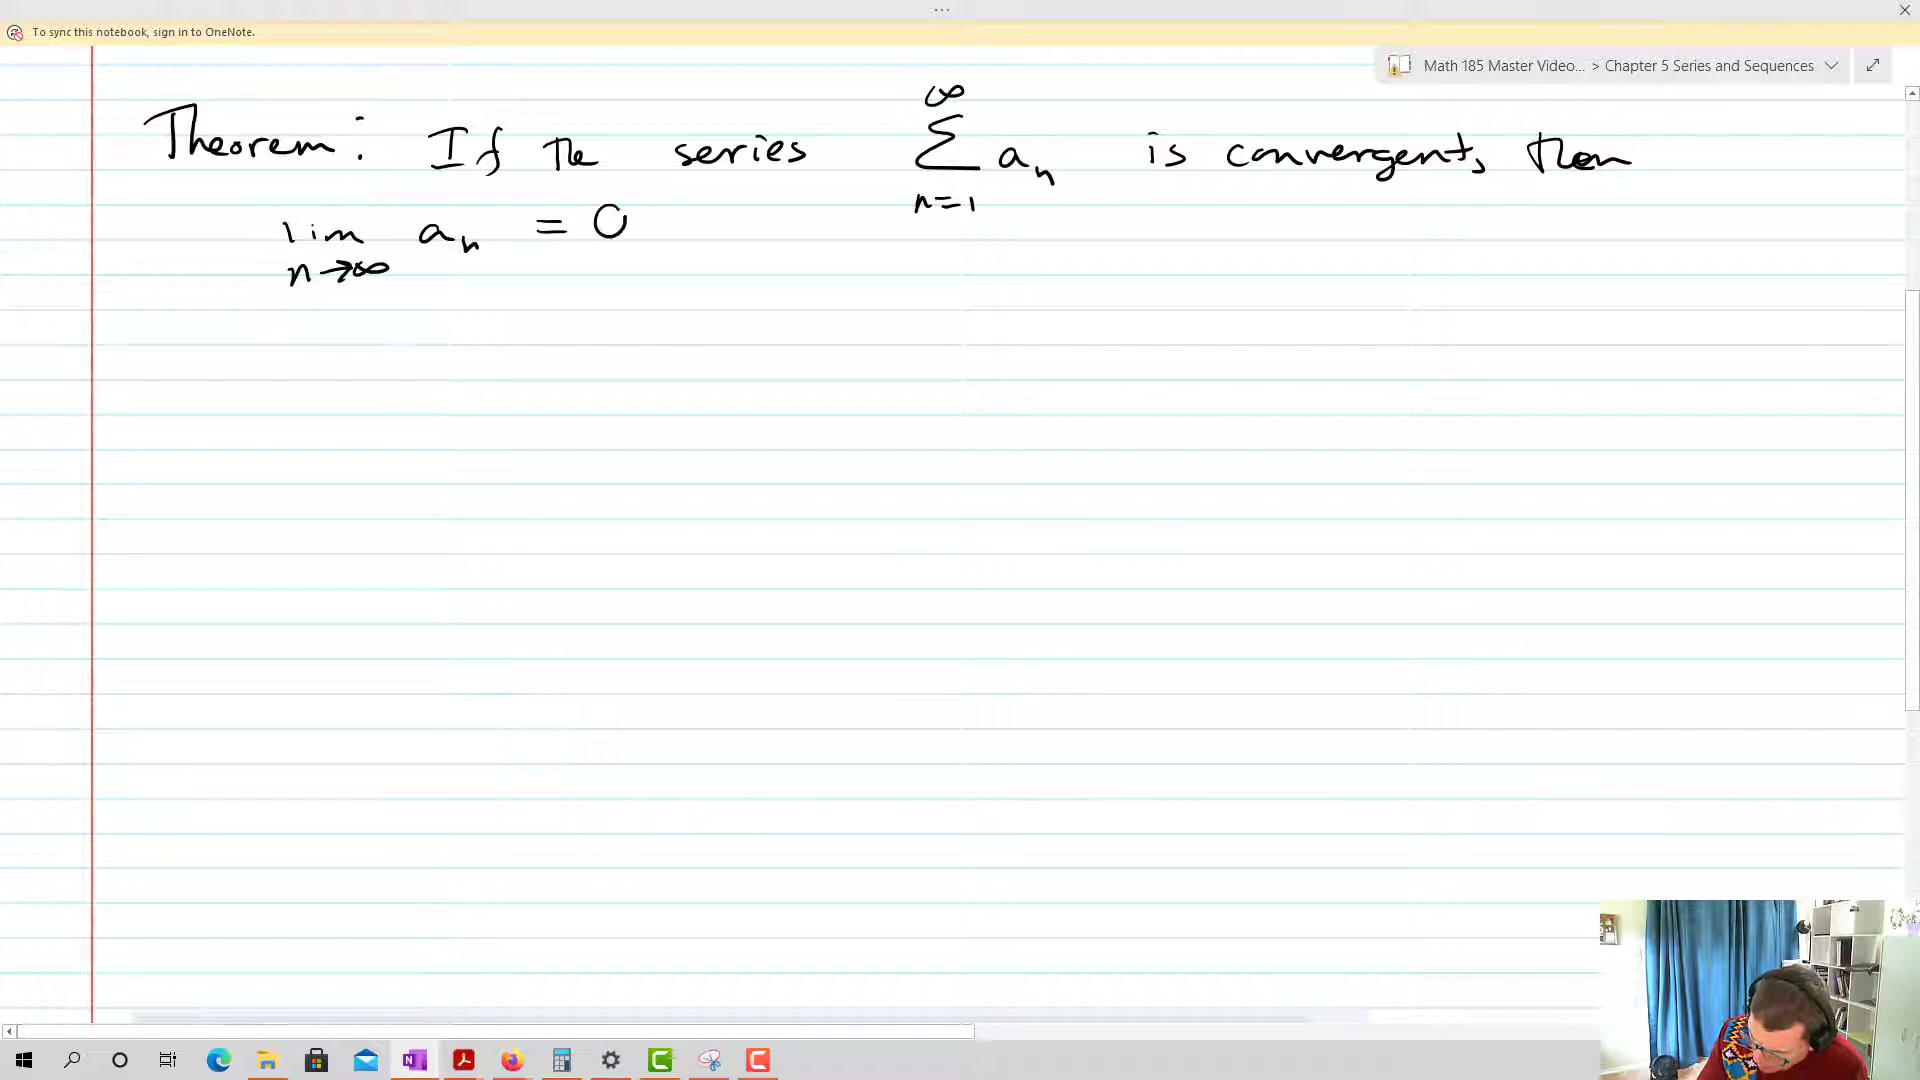 To sync this notebook, sign in to OneNote.
Math 185 Master Video... > Chapter 5 Series and Sequences
Theorem: If the series ∑_{n=1}^{∞} a_n is convergent, then
lim_{n→∞} a_n = 0